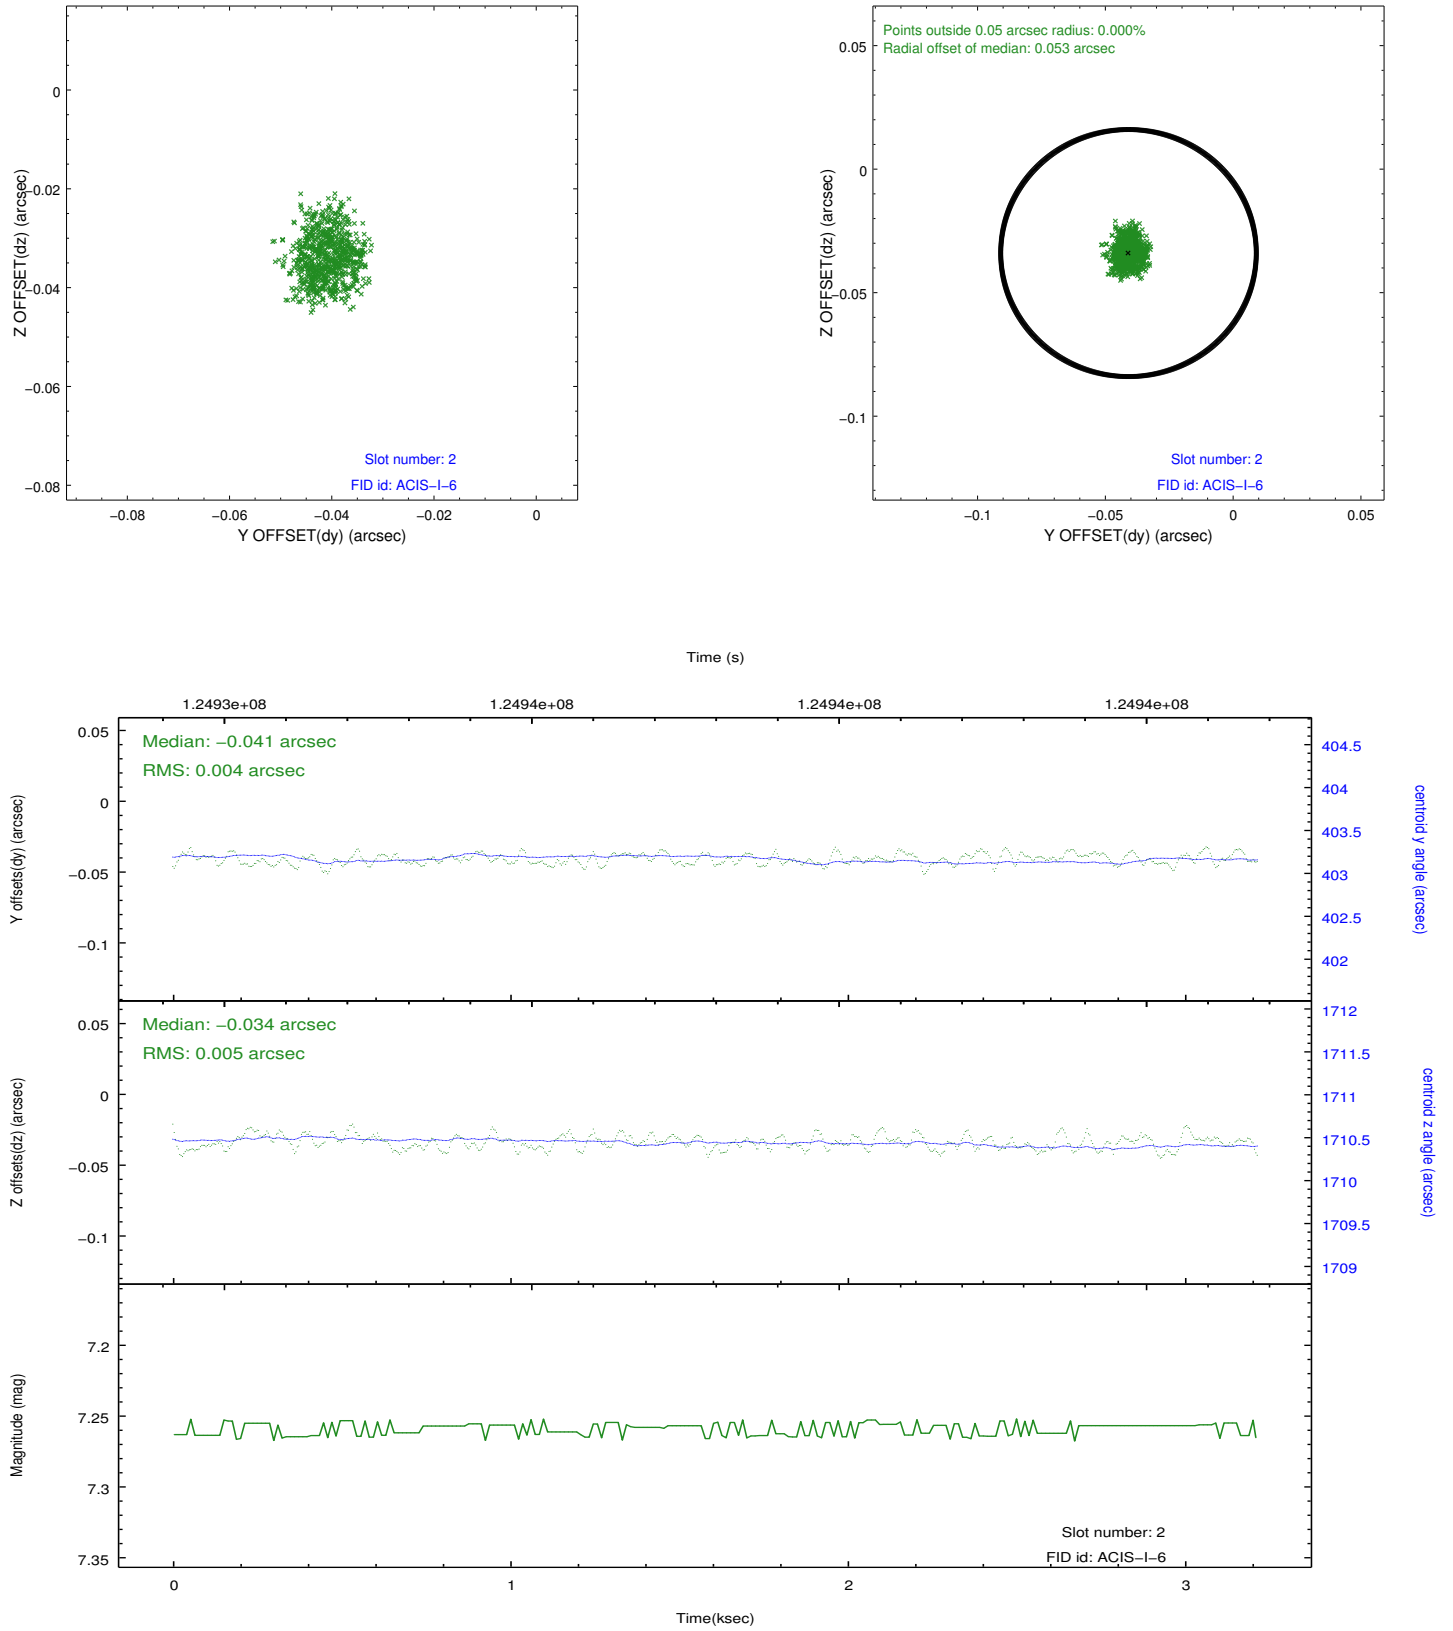 0
−0.02
−0.04
−0.06
−0.08
Z OFFSET(dz) (arcsec)
Slot number: 2
FID id: ACIS−I−6
−0.08
−0.06
−0.04
−0.02
0
Y OFFSET(dy) (arcsec)
Points outside 0.05 arcsec radius: 0.000%
Radial offset of median: 0.053 arcsec
0.05
0
−0.05
−0.1
Z OFFSET(dz) (arcsec)
Slot number: 2
FID id: ACIS−I−6
−0.1
−0.05
0
0.05
Y OFFSET(dy) (arcsec)
Time (s)
1.2493e+08
1.2494e+08
1.2494e+08
1.2494e+08
Median: −0.041 arcsec
RMS: 0.004 arcsec
0.05
0
−0.05
−0.1
Y offsets(dy) (arcsec)
404.5
404
403.5
403
402.5
402
centroid y angle (arcsec)
Median: −0.034 arcsec
RMS: 0.005 arcsec
0.05
0
−0.05
−0.1
Z offsets(dz) (arcsec)
1712
1711.5
1711
1710.5
1710
1709.5
1709
centroid z angle (arcsec)
7.2
7.25
7.3
7.35
Magnitude (mag)
Slot number: 2
FID id: ACIS−I−6
0
1
2
3
Time(ksec)